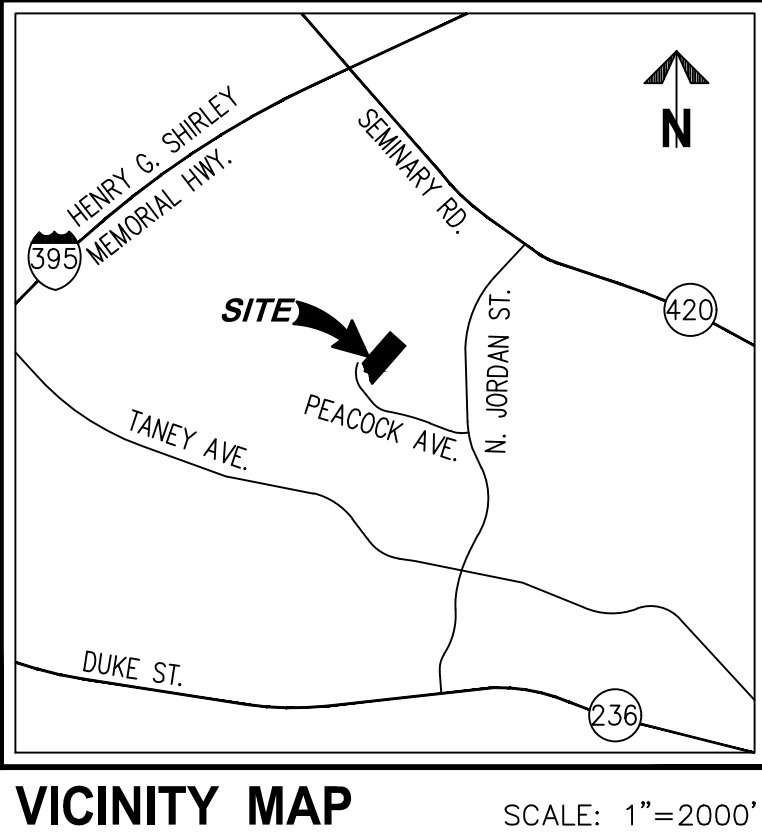 HENRY G. SHIRLEY
MEMORIAL HWY.
SEMINARY RD.
N
395
SITE
420
N. JORDAN ST.
PEACOCK AVE.
TANEY AVE.
DUKE ST.
236
VICINITY MAP
SCALE: 1"=2000'